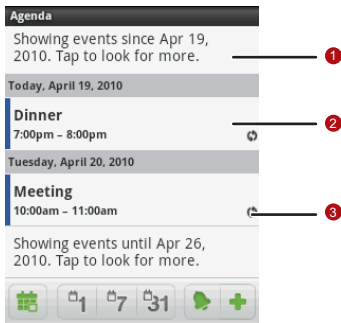 Agenda
Showing events since Apr 19,
2010. Tap to look for more.
1
Today, April 19, 2010
Dinner
2
7:00pm – 8:00pm
Tuesday, April 20, 2010
Meeting
10:00am – 11:00am
3
Showing events until Apr 26,
2010. Tap to look for more.
1 7 31